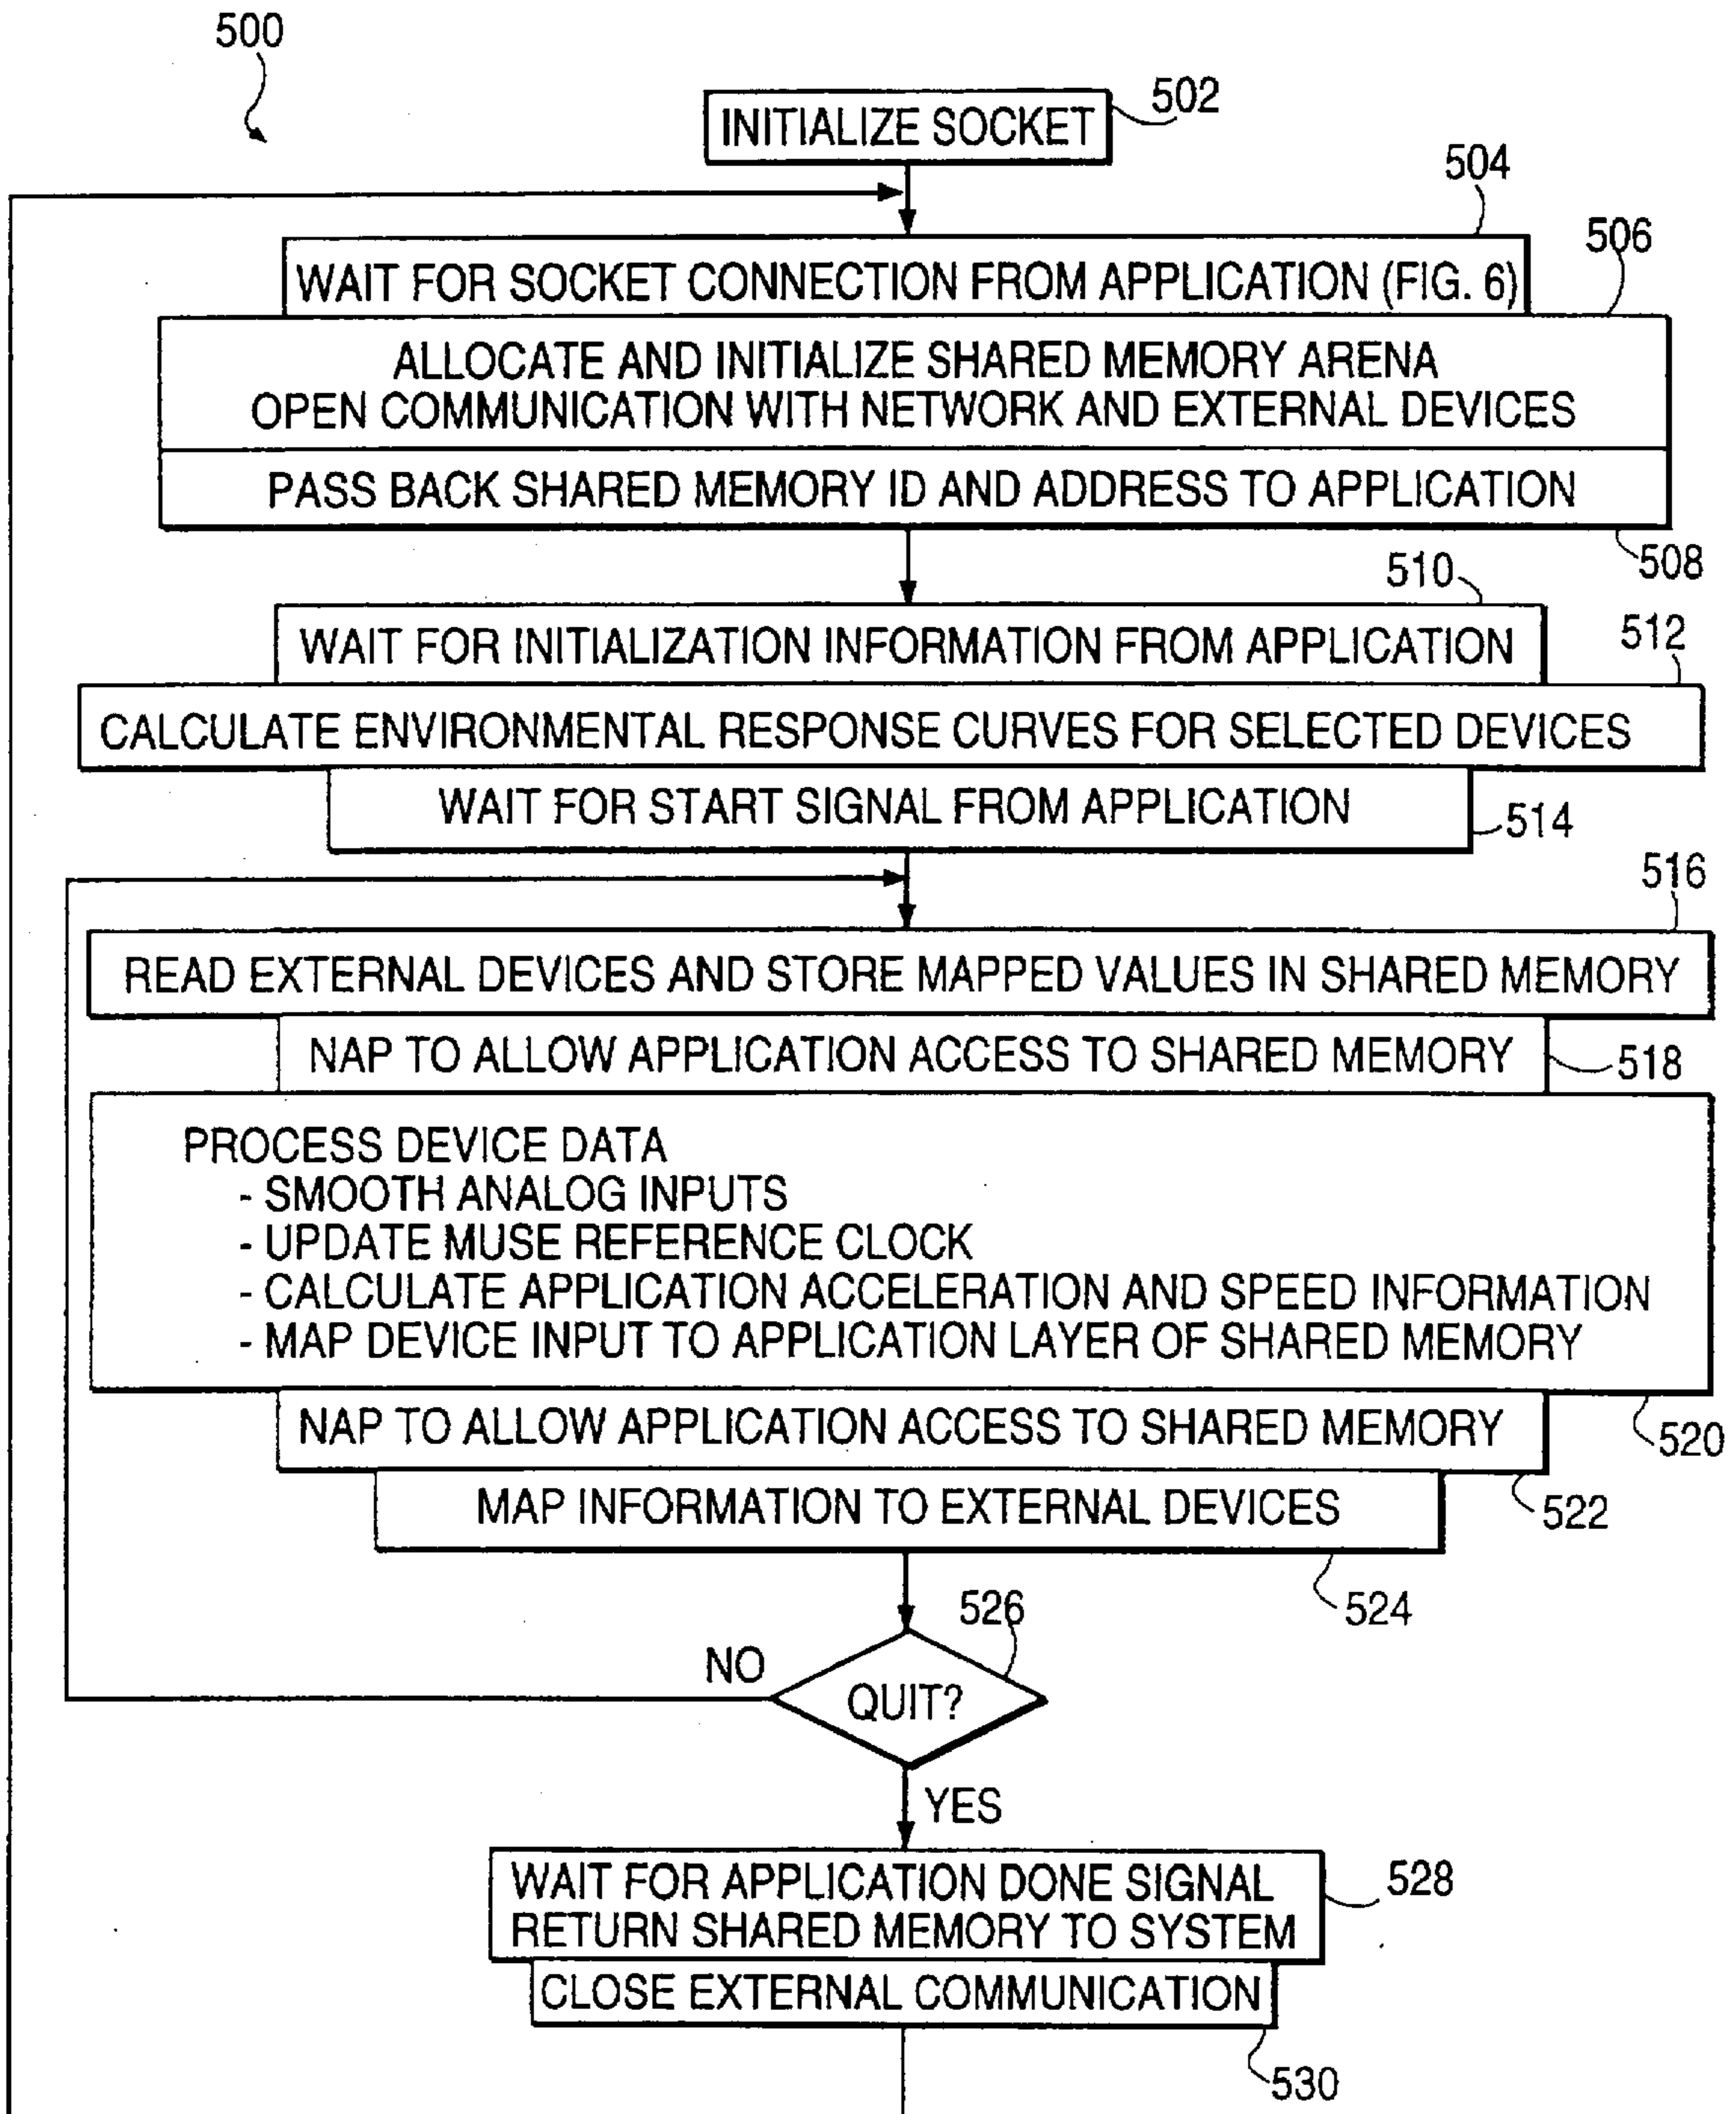 500
INITIALIZE SOCKET
502
504
WAIT FOR SOCKET CONNECTION FROM APPLICATION (FIG. 6)
506
ALLOCATE AND INITIALIZE SHARED MEMORY ARENA
OPEN COMMUNICATION WITH NETWORK AND EXTERNAL DEVICES
PASS BACK SHARED MEMORY ID AND ADDRESS TO APPLICATION
508
510
WAIT FOR INITIALIZATION INFORMATION FROM APPLICATION
512
CALCULATE ENVIRONMENTAL RESPONSE CURVES FOR SELECTED DEVICES
WAIT FOR START SIGNAL FROM APPLICATION
514
516
READ EXTERNAL DEVICES AND STORE MAPPED VALUES IN SHARED MEMORY
NAP TO ALLOW APPLICATION ACCESS TO SHARED MEMORY
518
PROCESS DEVICE DATA
- SMOOTH ANALOG INPUTS
- UPDATE MUSE REFERENCE CLOCK
- CALCULATE APPLICATION ACCELERATION AND SPEED INFORMATION
- MAP DEVICE INPUT TO APPLICATION LAYER OF SHARED MEMORY
520
NAP TO ALLOW APPLICATION ACCESS TO SHARED MEMORY
522
MAP INFORMATION TO EXTERNAL DEVICES
524
526
NO
QUIT?
YES
WAIT FOR APPLICATION DONE SIGNAL
528
RETURN SHARED MEMORY TO SYSTEM
CLOSE EXTERNAL COMMUNICATION
530